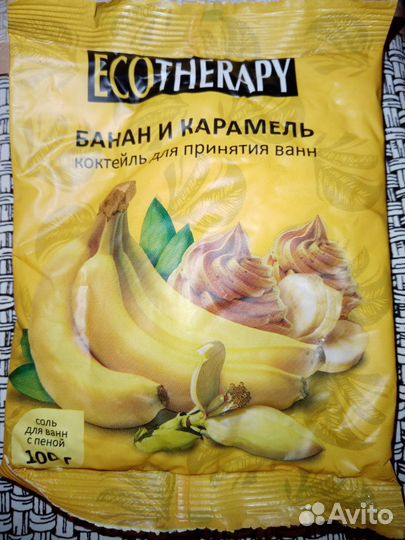 ECOTHERAPY
БАНАН И КАРАМЕЛЬ
КОКТЕЙЛЬ ДЛЯ ПРИНЯТИЯ ВАНН
СОЛЬ
ДЛЯ ВАНН
С ПЕНОЙ
100 г
Avito